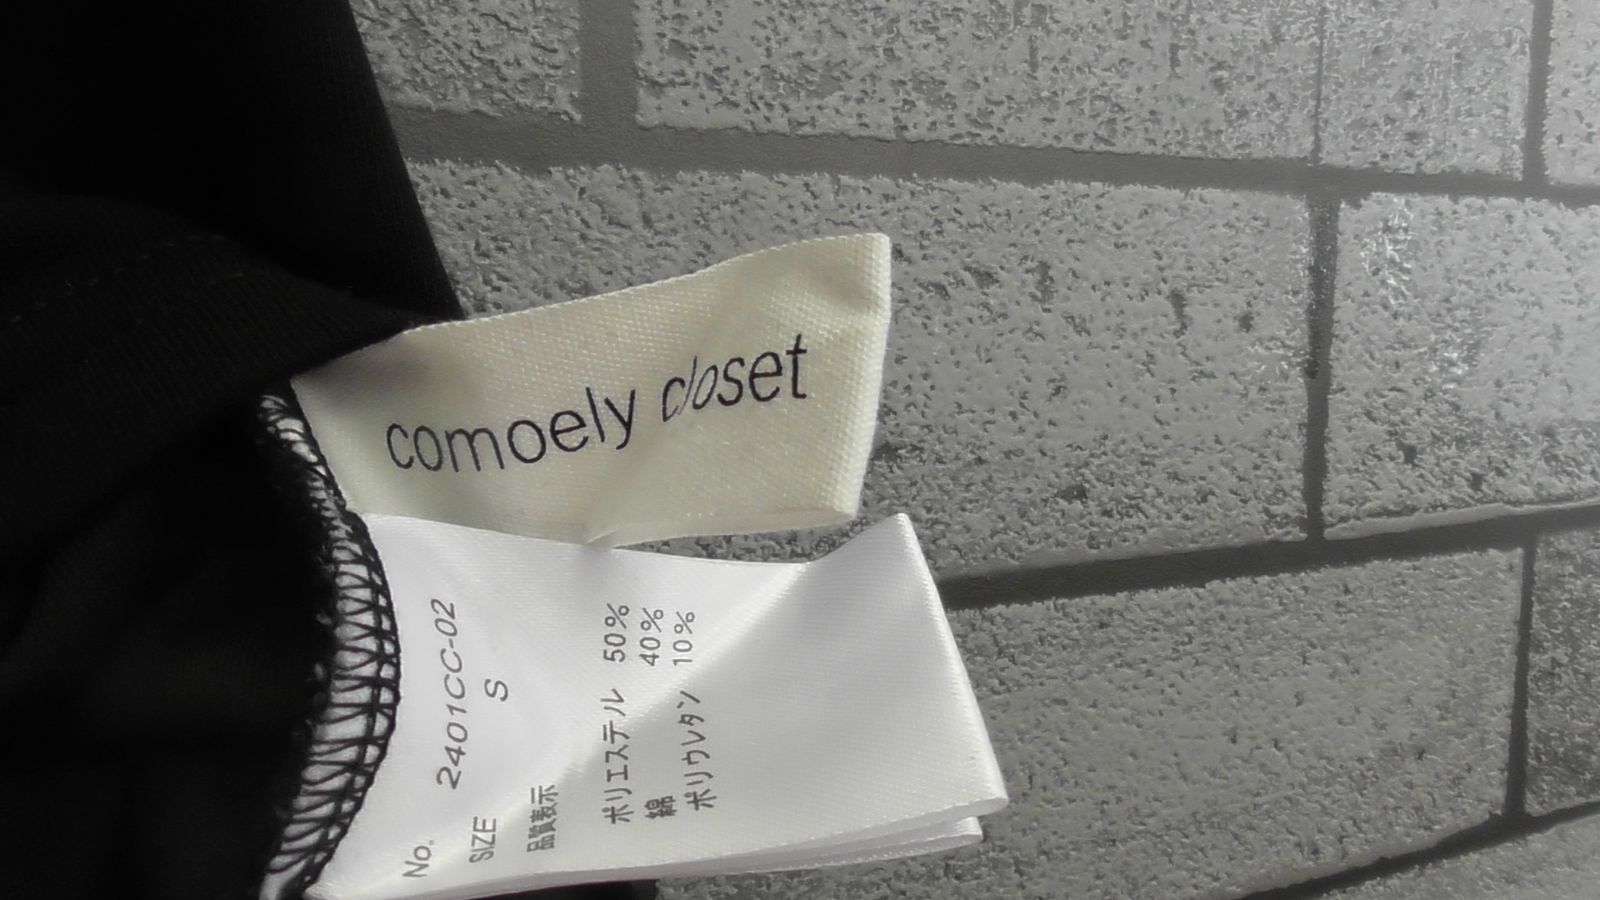 comoely closet
No. 2401CC-02
SIZE S
品質表示
ポリエステル 50%
綿 40%
ポリウレタン 10%